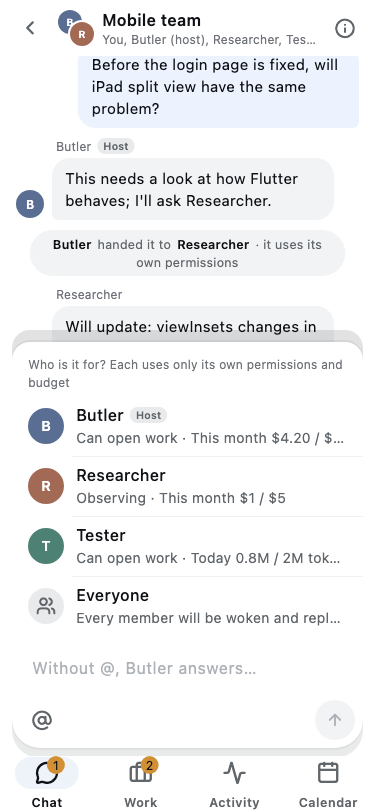 B
R
Mobile team
You, Butler (host), Researcher, Tes...
Before the login page is fixed, will
iPad split view have the same
problem?
Butler Host
This needs a look at how Flutter
behaves; I'll ask Researcher.
B
Butler handed it to Researcher · it uses its
own permissions
Researcher
Will update: viewInsets changes in
Who is it for? Each uses only its own permissions and
budget
B
Butler Host
Can open work · This month $4.20 / $...
R
Researcher
Observing · This month $1 / $5
T
Tester
Can open work · Today 0.8M / 2M tok...
Everyone
Every member will be woken and repl...
Without @, Butler answers...
@
1
2
Chat
Work
Activity
Calendar